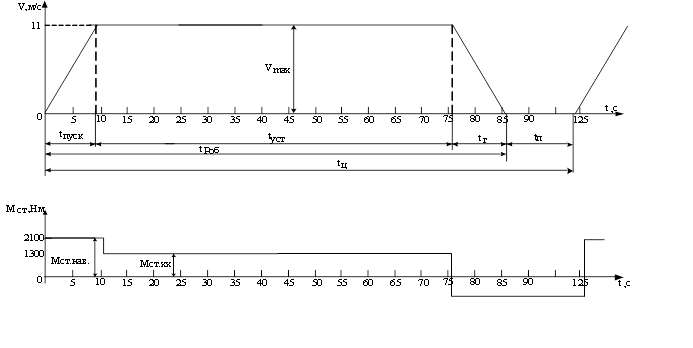 V,м/с
11
Vmax
0 5 10 15 20 25 30 35 40 45 50 55 60 65 70 75 80 85 90 125 t,с
tпуск tуст tг tп
tроб
tц
Мст,Нм
2100
1300
Мст.нав. Мст.хх
0 5 10 15 20 25 30 35 40 45 50 55 60 65 70 75 80 85 90 125 t,с